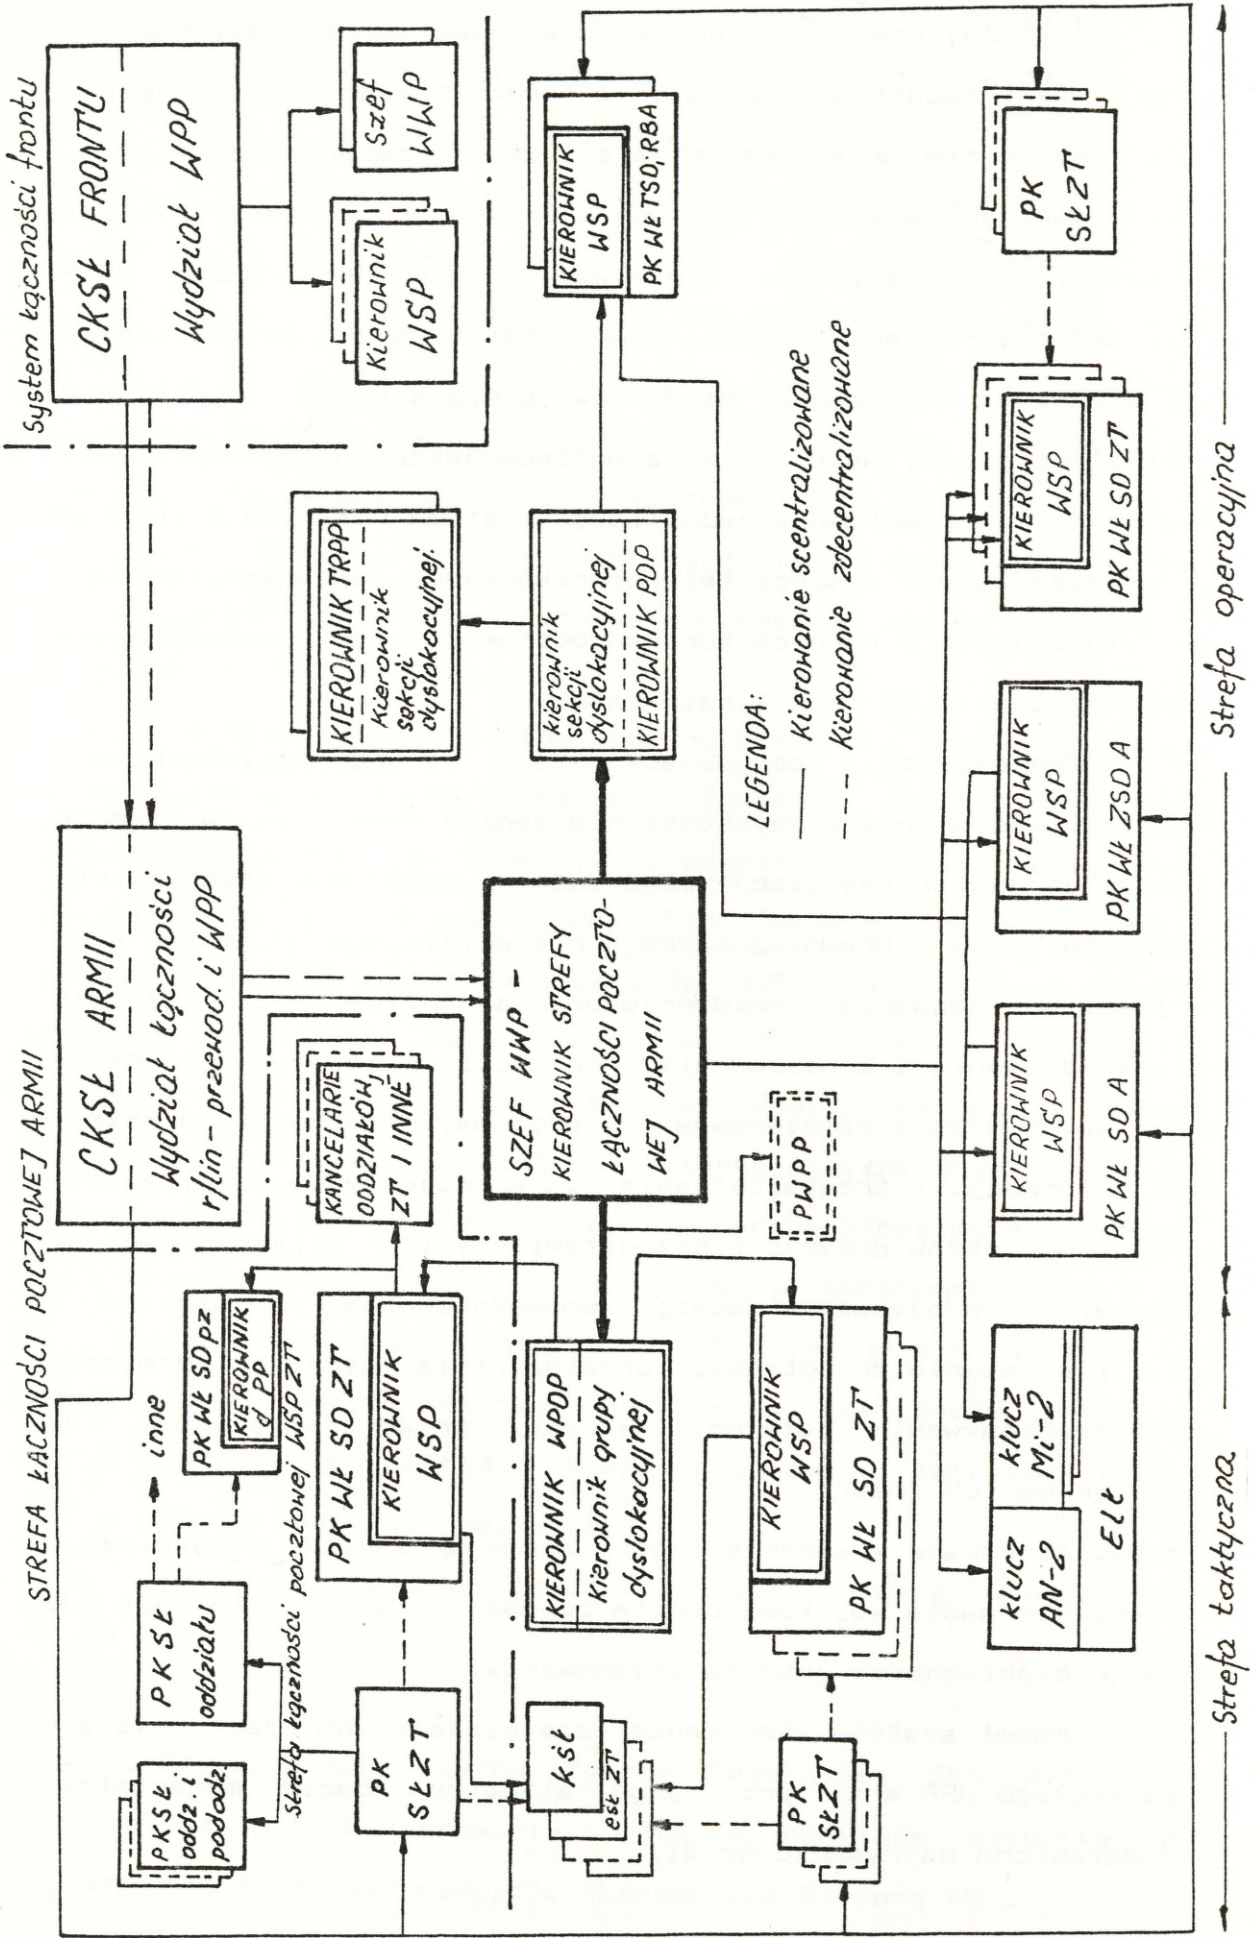 STREFA ŁĄCZNOŚCI POCZTOWEJ ARMII
System łączności frontu
CKSŁ FRONTU
Wydział WPP
Kierownik
WSP
Szef
WWP
CKSŁ ARMII
Wydział łączności
r/lin-przewod. i WPP
PKSŁ
oddz. i
pododz.
PKSŁ
oddziału
inne
PK WŁ SD PZ
KIEROWNIK
d PP
Strefa łączności pocztowej WSP ZT
PK
SŁZT
PK WŁ SD ZT
KIEROWNIK
WSP
KANCELARIE
ODDZIAŁÓW,
ZT I INNE
KIEROWNIK TRPP
Kierownik
sekcji
dyslokacyjnej
kierownik
sekcji
dyslokacyjnej
KIEROWNIK PDP
KIEROWNIK
WSP
PK WŁ TSD, RBA
SZEF WWP –
KIEROWNIK STREFY
ŁĄCZNOŚCI POCZTO-
WEJ ARMII
KIEROWNIK WPDP
Kierownik grupy
dyslokacyjnej
KSŁ
eSŁ ZT
PWPP
LEGENDA:
Kierowanie scentralizowane
Kierowanie zdecentralizowane
PK
SŁZT
KIEROWNIK
WSP
PK WŁ SD ZT
klucz
AN-2
klucz
Mi-2
EŁŁ
KIEROWNIK
WSP
PK WŁ SD A
KIEROWNIK
WSP
PK WŁ ZSD A
KIEROWNIK
WSP
PK WŁ SD ZT
PK
SŁZT
Strefa taktyczna
Strefa operacyjna